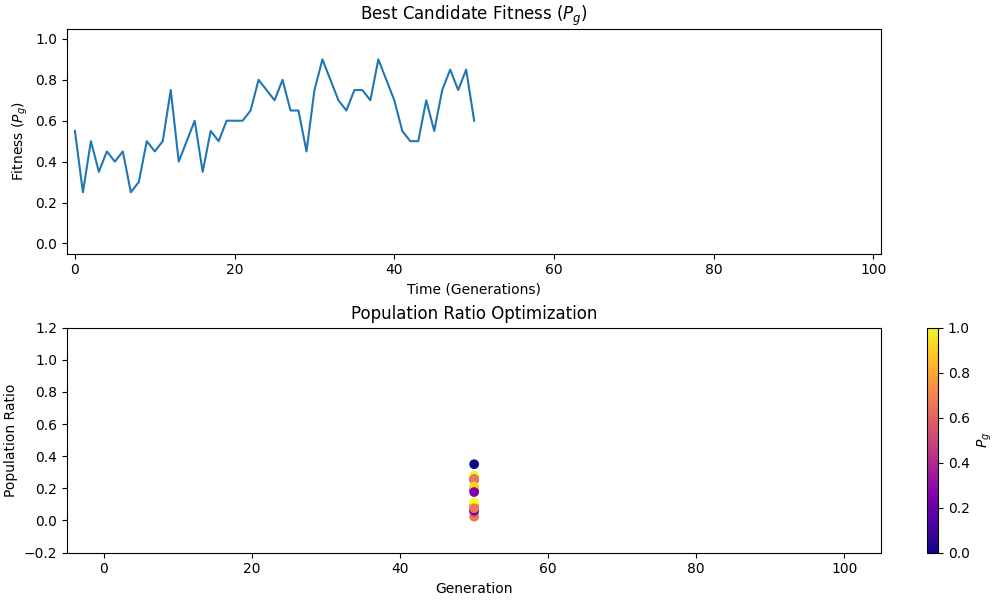 Best Candidate Fitness (P_g)
1.0
0.8
0.6
0.4
0.2
0.0
Fitness (P_g)
0 20 40 60 80 100
Time (Generations)
Population Ratio Optimization
1.2
1.0
0.8
0.6
0.4
0.2
0.0
−0.2
Population Ratio
0 20 40 60 80 100
Generation
1.0
0.8
0.6
0.4
0.2
0.0
P_g